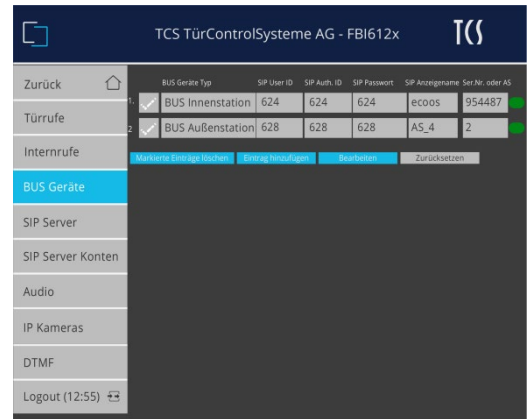 TCS TürControlSysteme AG - FBI612x
TCS
Zurück
Türrufe
Internrufe
BUS Geräte
SIP Server
SIP Server Konten
Audio
IP Kameras
DTMF
Logout (12:55)
BUS Geräte Typ SIP User ID SIP Auth. ID SIP Passwort SIP Anzeigename Ser.Nr. oder AS
1. BUS Innenstation 624 624 624 ecoos 954487
2 BUS Außenstation 628 628 628 AS_4 2
Markierte Einträge löschen Eintrag hinzufügen Bearbeiten Zurücksetzen